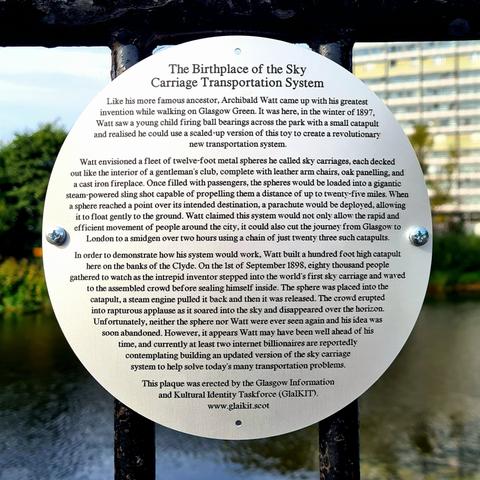 The Birthplace of the Sky
Carriage Transportation System
Like his more famous ancestor, Archibald Watt came up with his greatest
invention while walking on Glasgow Green. It was here, in the winter of 1897,
Watt saw a young child firing ball bearings across the park with a small catapult
and realised he could use a scaled-up version of this toy to create a revolutionary
new transportation system.
Watt envisioned a fleet of twelve-foot metal spheres he called sky carriages, each decked
out like the interior of a gentleman's club, complete with leather arm chairs, oak panelling, and
a cast iron fireplace. Once filled with passengers, the spheres would be loaded into a gigantic
steam-powered sling shot capable of propelling them a distance of up to twenty-five miles. When
a sphere reached a point over its intended destination, a parachute would be deployed, allowing
it to float gently to the ground. Watt claimed this system would not only allow the rapid and
efficient movement of people around the city, it could also cut the journey from Glasgow to
London to a smidgen over two hours using a chain of just twenty three such catapults.
In order to demonstrate how his system would work, Watt built a hundred foot high catapult
here on the banks of the Clyde. On the 1st of September 1898, eighty thousand people
gathered to watch as the intrepid inventor stepped into the world's first sky carriage and waved
to the assembled crowd before sealing himself inside. The sphere was placed into the
catapult, a steam engine pulled it back and then it was released. The crowd erupted
into rapturous applause as it soared into the sky and disappeared over the horizon.
Unfortunately, neither the sphere nor Watt were ever seen again and his idea was
soon abandoned. However, it appears Watt may have been well ahead of his
time, and currently at least two internet billionaires are reportedly
contemplating building an updated version of the sky carriage
system to help solve today's many transportation problems.
This plaque was erected by the Glasgow Information
and Kultural Identity Taskforce (GlaIKIT).
www.glaikit.scot